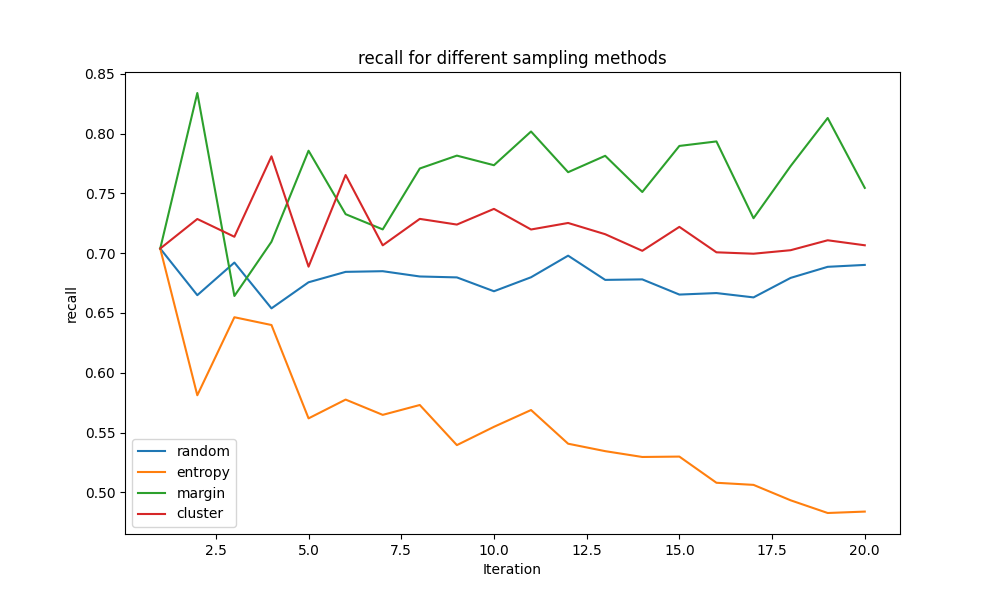 recall for different sampling methods
0.85
0.80
0.75
0.70
0.65
0.60
0.55
0.50
recall
random
entropy
margin
cluster
2.5 5.0 7.5 10.0 12.5 15.0 17.5 20.0
Iteration